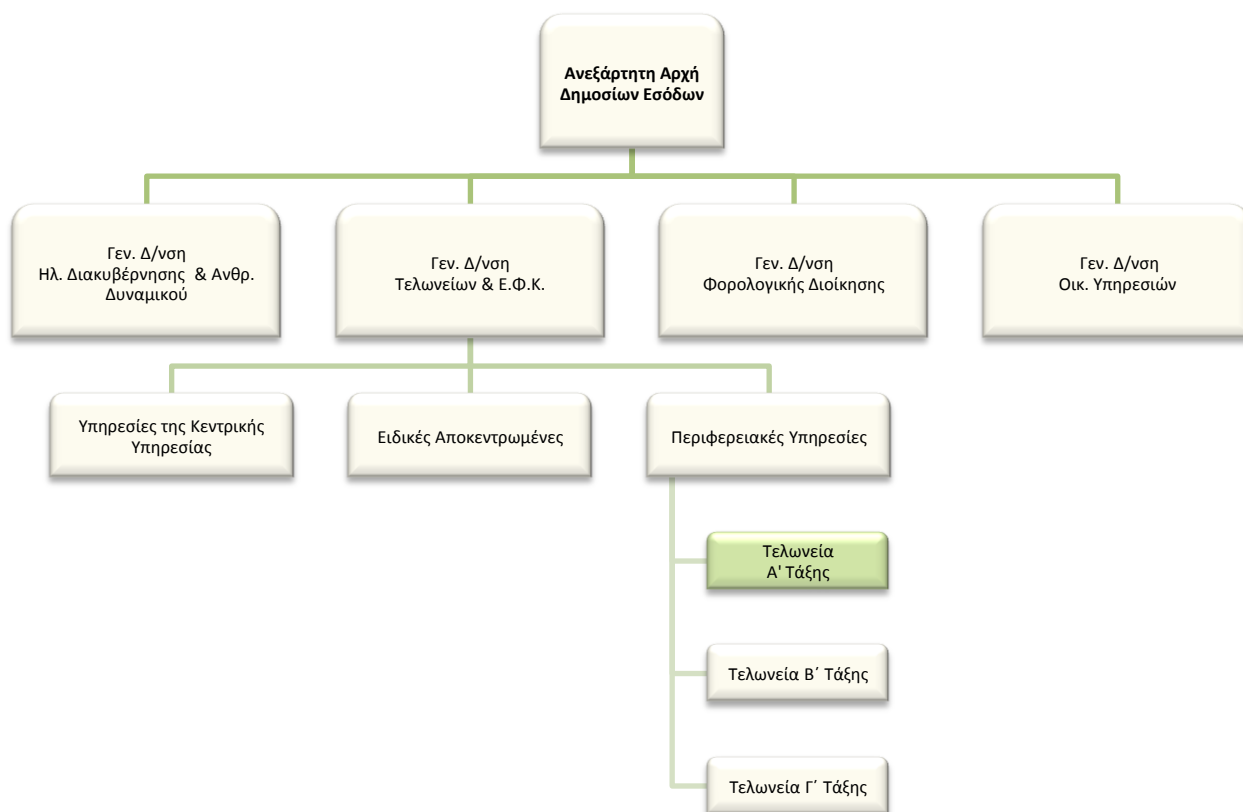 Ανεξάρτητη Αρχή
Δημοσίων Εσόδων
Γεν. Δ/νση
Ηλ. Διακυβέρνησης & Ανθρ.
Δυναμικού
Γεν. Δ/νση
Τελωνείων & Ε.Φ.Κ.
Γεν. Δ/νση
Φορολογικής Διοίκησης
Γεν. Δ/νση
Οικ. Υπηρεσιών
Υπηρεσίες της Κεντρικής
Υπηρεσίας
Ειδικές Αποκεντρωμένες
Περιφερειακές Υπηρεσίες
Τελωνεία
Α' Τάξης
Τελωνεία Β΄ Τάξης
Τελωνεία Γ΄ Τάξης